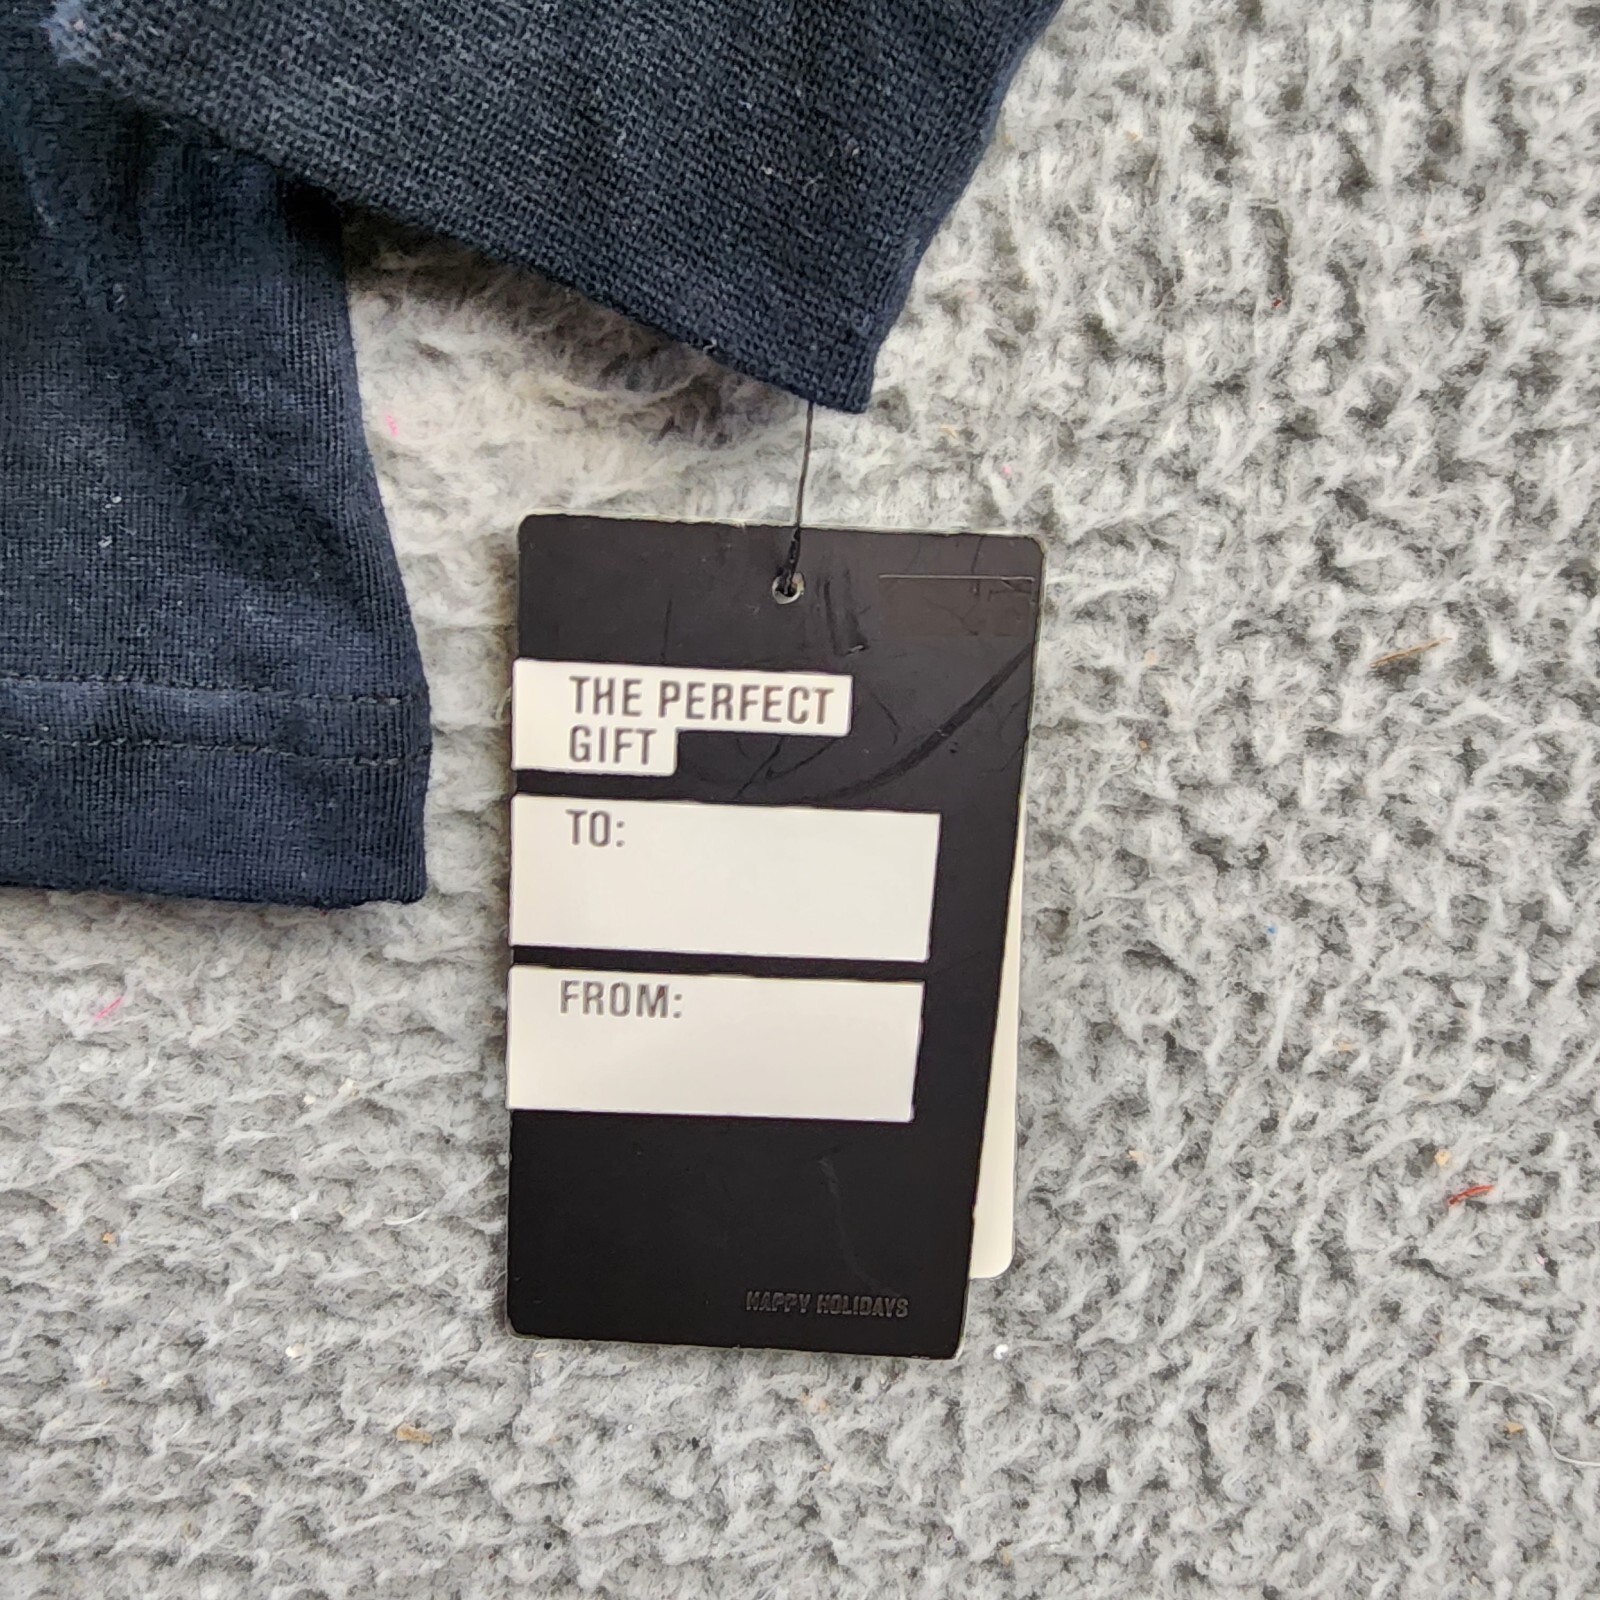 THE PERFECT
GIFT
TO:
FROM:
HAPPY HOLIDAYS